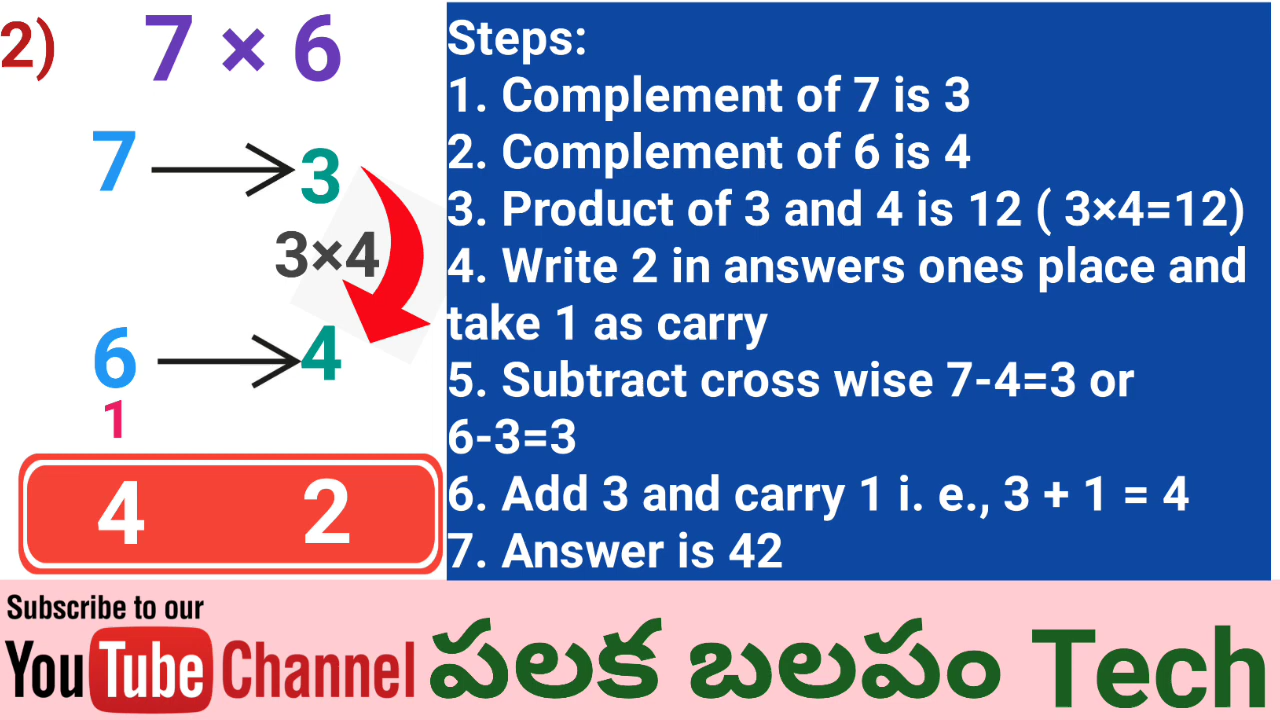 2) 7 × 6
7 → 3
3×4
6 → 4
1
4 2
Steps:
1. Complement of 7 is 3
2. Complement of 6 is 4
3. Product of 3 and 4 is 12 ( 3×4=12)
4. Write 2 in answers ones place and
take 1 as carry
5. Subtract cross wise 7-4=3 or
6-3=3
6. Add 3 and carry 1 i. e., 3 + 1 = 4
7. Answer is 42
Subscribe to our
YouTube Channel పలక బలపం Tech